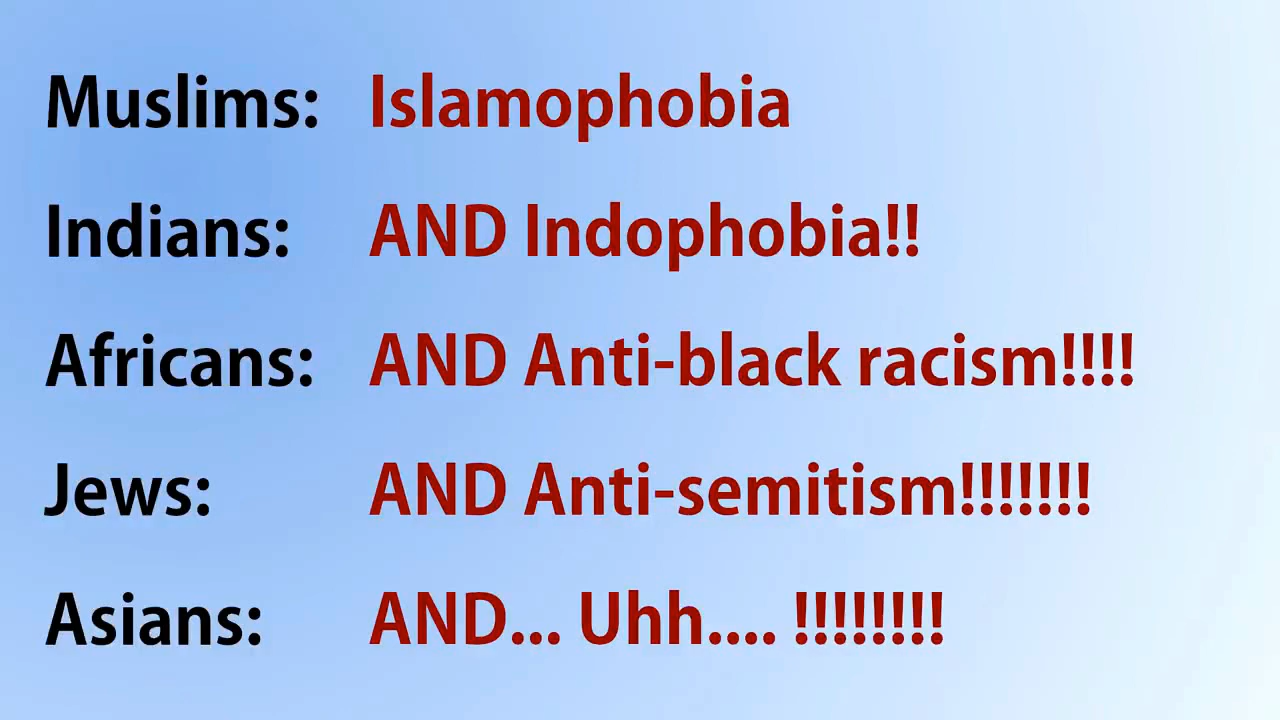 Muslims: Islamophobia
Indians: AND Indophobia!!
Africans: AND Anti-black racism!!!!
Jews: AND Anti-semitism!!!!!!!
Asians: AND... Uhh.... !!!!!!!!